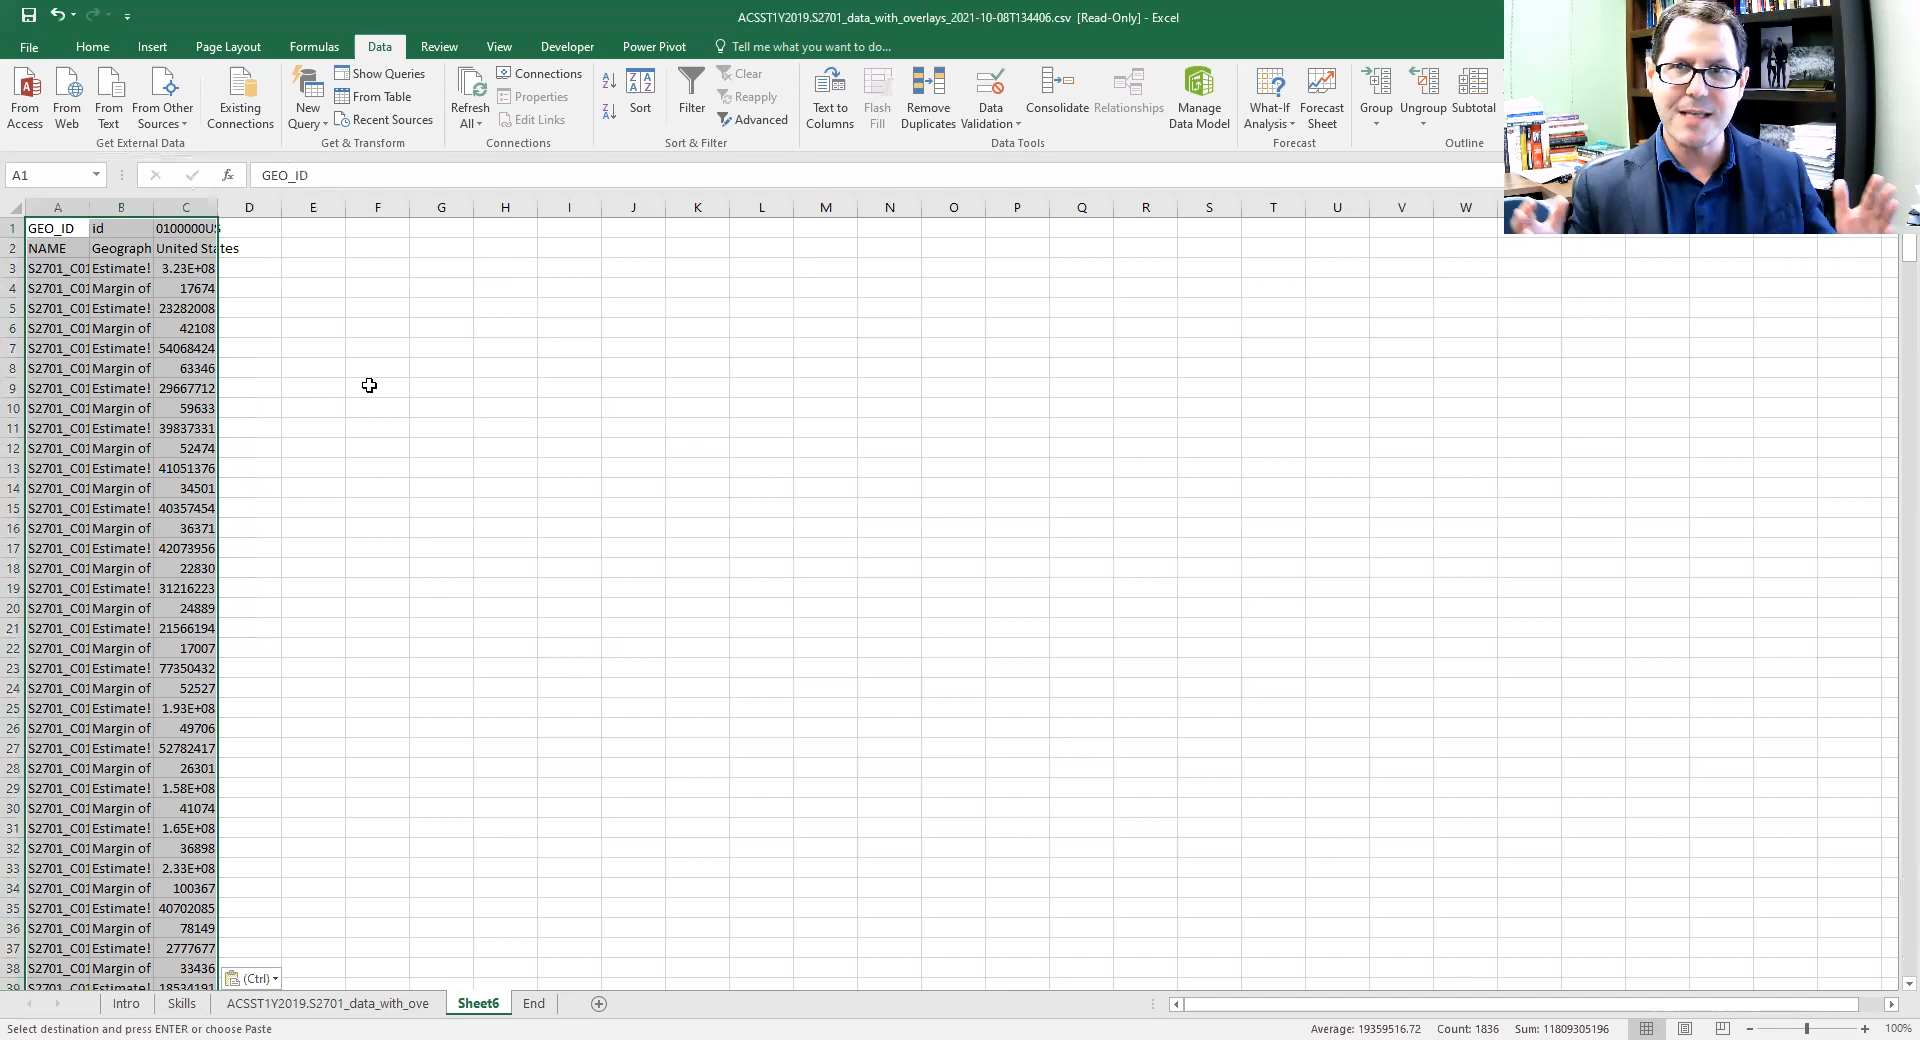 ACSST1Y2019.S2701_data_with_overlays_2021-10-08T134406.csv [Read-Only] - Excel
File Home Insert Page Layout Formulas Data Review View Developer Power Pivot Tell me what you want to do...
From Access
From Web
From Text
From Other Sources
Existing Connections
Get External Data
New Query
Show Queries
From Table
Recent Sources
Get & Transform
Refresh All
Connections
Properties
Edit Links
Connections
Sort
Filter
Clear
Reapply
Advanced
Sort & Filter
Text to Columns
Flash Fill
Remove Duplicates
Data Validation
Consolidate
Relationships
Manage Data Model
Data Tools
What-If Analysis
Forecast Sheet
Forecast
Group
Ungroup
Subtotal
Outline
A1 fx GEO_ID
A B C D E F G H I J K L M N O P Q R S T U V W
1 GEO_ID id 0100000US
2 NAME Geograph United States
3 S2701_C01 Estimate! 3.23E+08
4 S2701_C01 Margin of 17674
5 S2701_C01 Estimate! 23282008
6 S2701_C01 Margin of 42108
7 S2701_C01 Estimate! 54068424
8 S2701_C01 Margin of 63346
9 S2701_C01 Estimate! 29667712
10 S2701_C01 Margin of 59633
11 S2701_C01 Estimate! 39837331
12 S2701_C01 Margin of 52474
13 S2701_C01 Estimate! 41051376
14 S2701_C01 Margin of 34501
15 S2701_C01 Estimate! 40357454
16 S2701_C01 Margin of 36371
17 S2701_C01 Estimate! 42073956
18 S2701_C01 Margin of 22830
19 S2701_C01 Estimate! 31216223
20 S2701_C01 Margin of 24889
21 S2701_C01 Estimate! 21566194
22 S2701_C01 Margin of 17007
23 S2701_C01 Estimate! 77350432
24 S2701_C01 Margin of 52527
25 S2701_C01 Estimate! 1.93E+08
26 S2701_C01 Margin of 49706
27 S2701_C01 Estimate! 52782417
28 S2701_C01 Margin of 26301
29 S2701_C01 Estimate! 1.58E+08
30 S2701_C01 Margin of 41074
31 S2701_C01 Estimate! 1.65E+08
32 S2701_C01 Margin of 36898
33 S2701_C01 Estimate! 2.33E+08
34 S2701_C01 Margin of 100367
35 S2701_C01 Estimate! 40702085
36 S2701_C01 Margin of 78149
37 S2701_C01 Estimate! 2777677
38 S2701_C01 Margin of 33436
39 S2701_C01 Estimate! 18534191
(Ctrl)
Intro Skills ACSST1Y2019.S2701_data_with_ove Sheet6 End
Select destination and press ENTER or choose Paste Average: 19359516.72 Count: 1836 Sum: 11809305196 100%